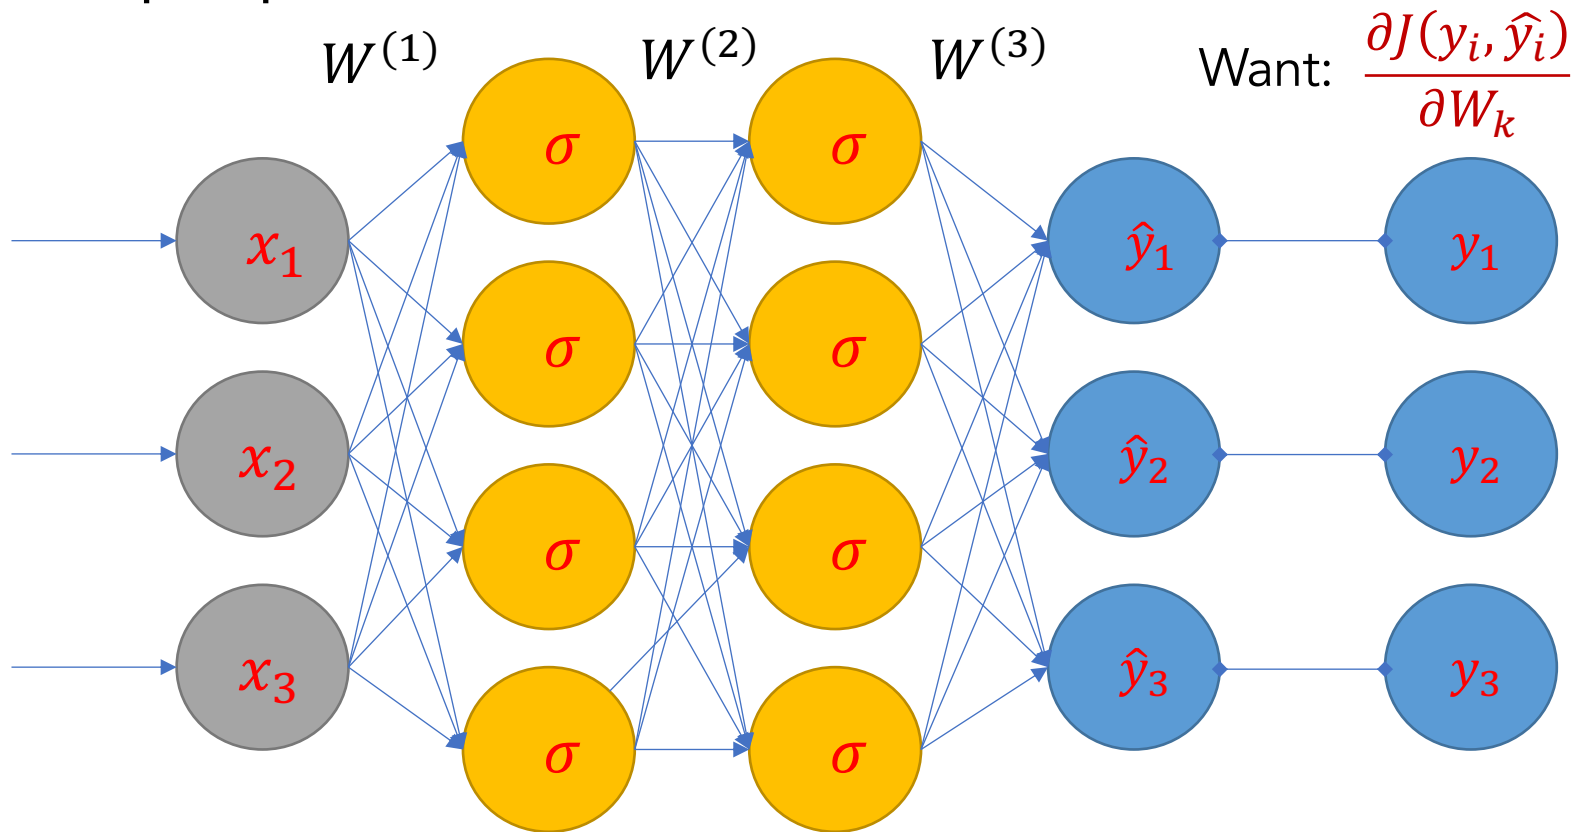 W^(1) W^(2) W^(3) Want: ∂J(y_i, ŷ_i) / ∂W_k
σ σ
x_1 ŷ_1 y_1
σ σ
x_2 ŷ_2 y_2
σ σ
x_3 ŷ_3 y_3
σ σ